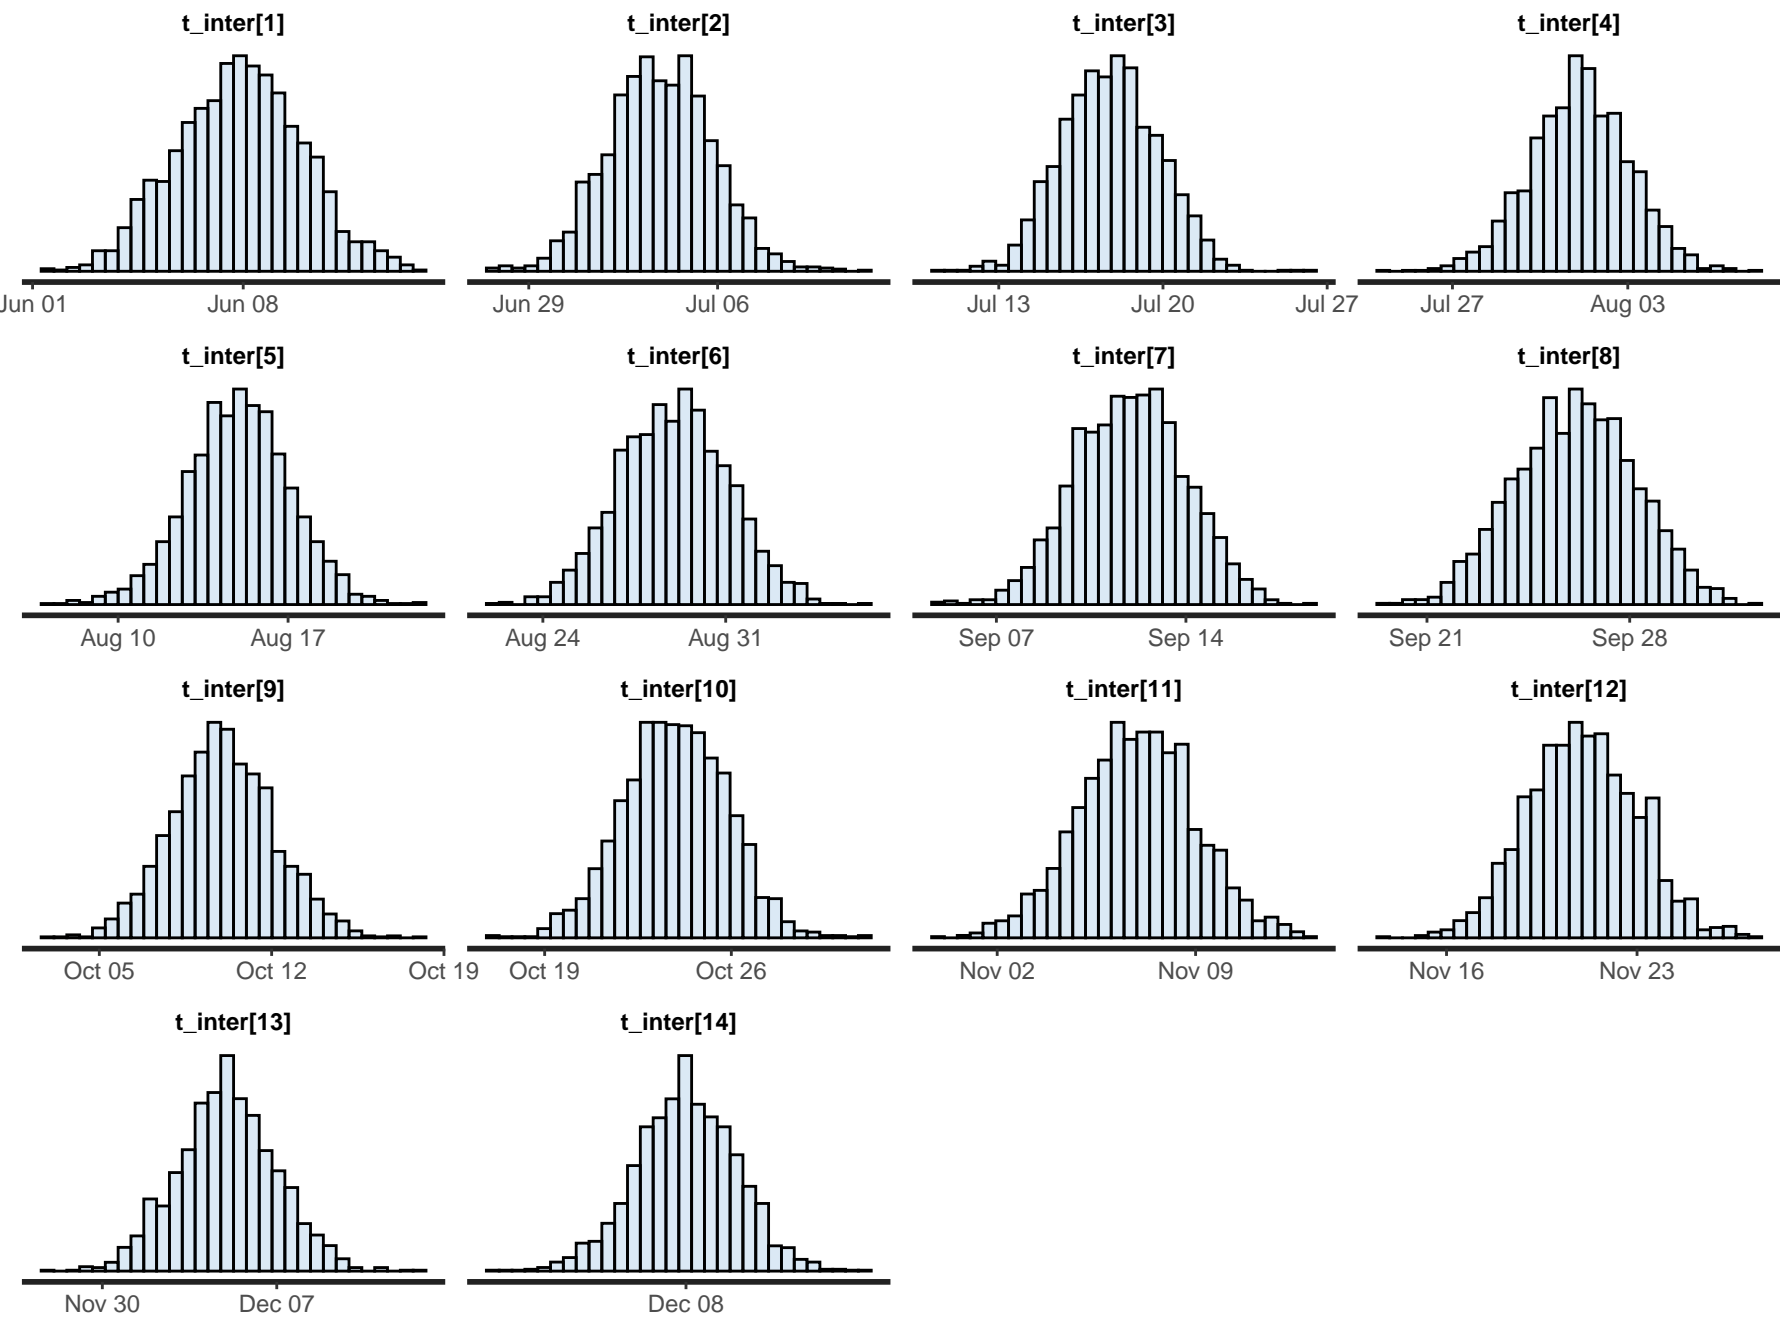 t_inter[1] t_inter[2] t_inter[3] t_inter[4]
Jun 01 Jun 08 Jun 29 Jul 06 Jul 13 Jul 20 Jul 27 Jul 27 Aug 03
t_inter[5] t_inter[6] t_inter[7] t_inter[8]
Aug 10 Aug 17 Aug 24 Aug 31 Sep 07 Sep 14 Sep 21 Sep 28
t_inter[9] t_inter[10] t_inter[11] t_inter[12]
Oct 05 Oct 12 Oct 19 Oct 19 Oct 26 Nov 02 Nov 09 Nov 16 Nov 23
t_inter[13] t_inter[14]
Nov 30 Dec 07 Dec 08